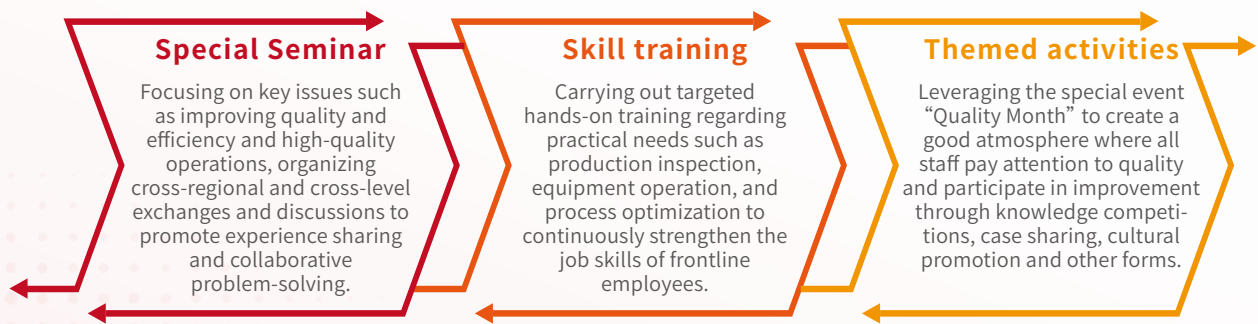 Special Seminar
Focusing on key issues such
as improving quality and
efficiency and high-quality
operations, organizing
cross-regional and cross-level
exchanges and discussions to
promote experience sharing
and collaborative
problem-solving.
Skill training
Carrying out targeted
hands-on training regarding
practical needs such as
production inspection,
equipment operation, and
process optimization to
continuously strengthen the
job skills of frontline
employees.
Themed activities
Leveraging the special event
“Quality Month” to create a
good atmosphere where all
staff pay attention to quality
and participate in improvement
through knowledge competi-
tions, case sharing, cultural
promotion and other forms.